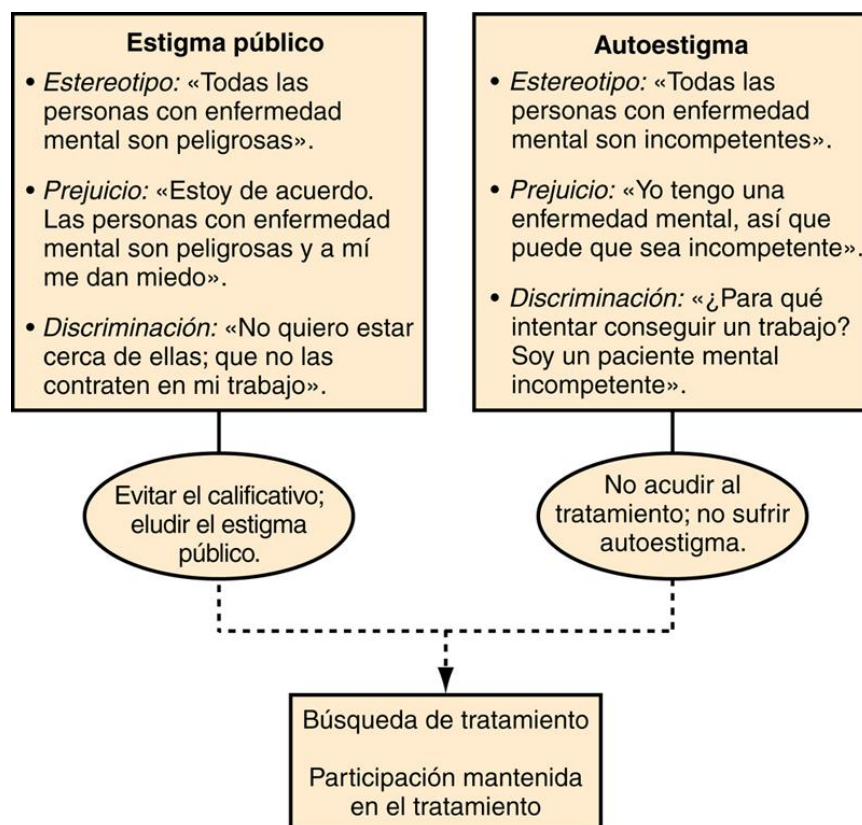 Estigma público
• Estereotipo: «Todas las
personas con enfermedad
mental son peligrosas».
• Prejuicio: «Estoy de acuerdo.
Las personas con enfermedad
mental son peligrosas y a mí
me dan miedo».
• Discriminación: «No quiero estar
cerca de ellas; que no las
contraten en mi trabajo».
Autoestigma
• Estereotipo: «Todas las
personas con enfermedad
mental son incompetentes».
• Prejuicio: «Yo tengo una
enfermedad mental, así que
puede que sea incompetente».
• Discriminación: «¿Para qué
intentar conseguir un trabajo?
Soy un paciente mental
incompetente».
Evitar el calificativo;
eludir el estigma
público.
No acudir al
tratamiento; no sufrir
autoestigma.
Búsqueda de tratamiento
Participación mantenida
en el tratamiento